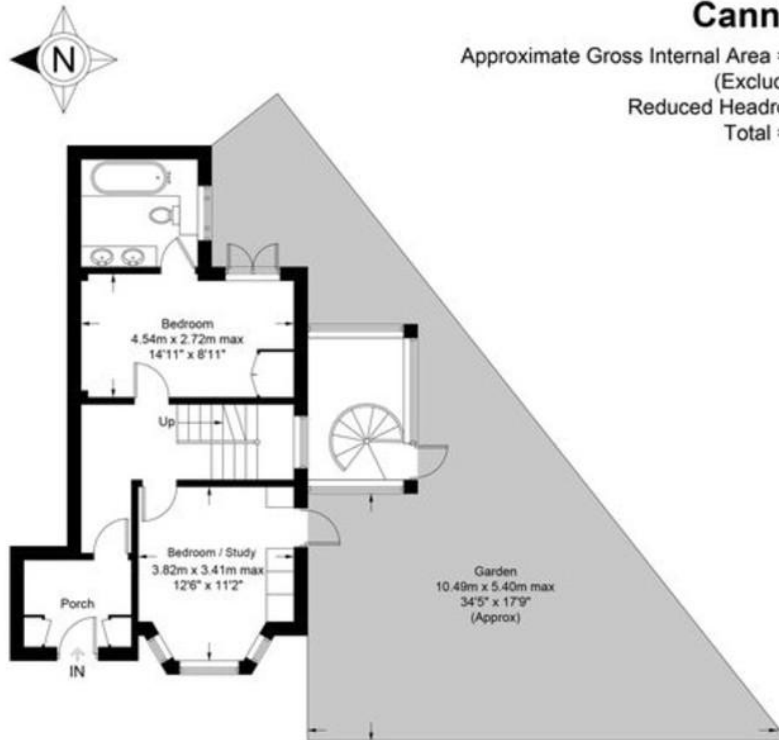 N
Cann
Approximate Gross Internal Area =
(Exclud
Reduced Headro
Total =
Bedroom
4.54m x 2.72m max
14'11" x 8'11"
Up
Bedroom / Study
3.82m x 3.41m max
12'6" x 11'2"
Porch
IN
Garden
10.49m x 5.40m max
34'5" x 17'9"
(Approx)